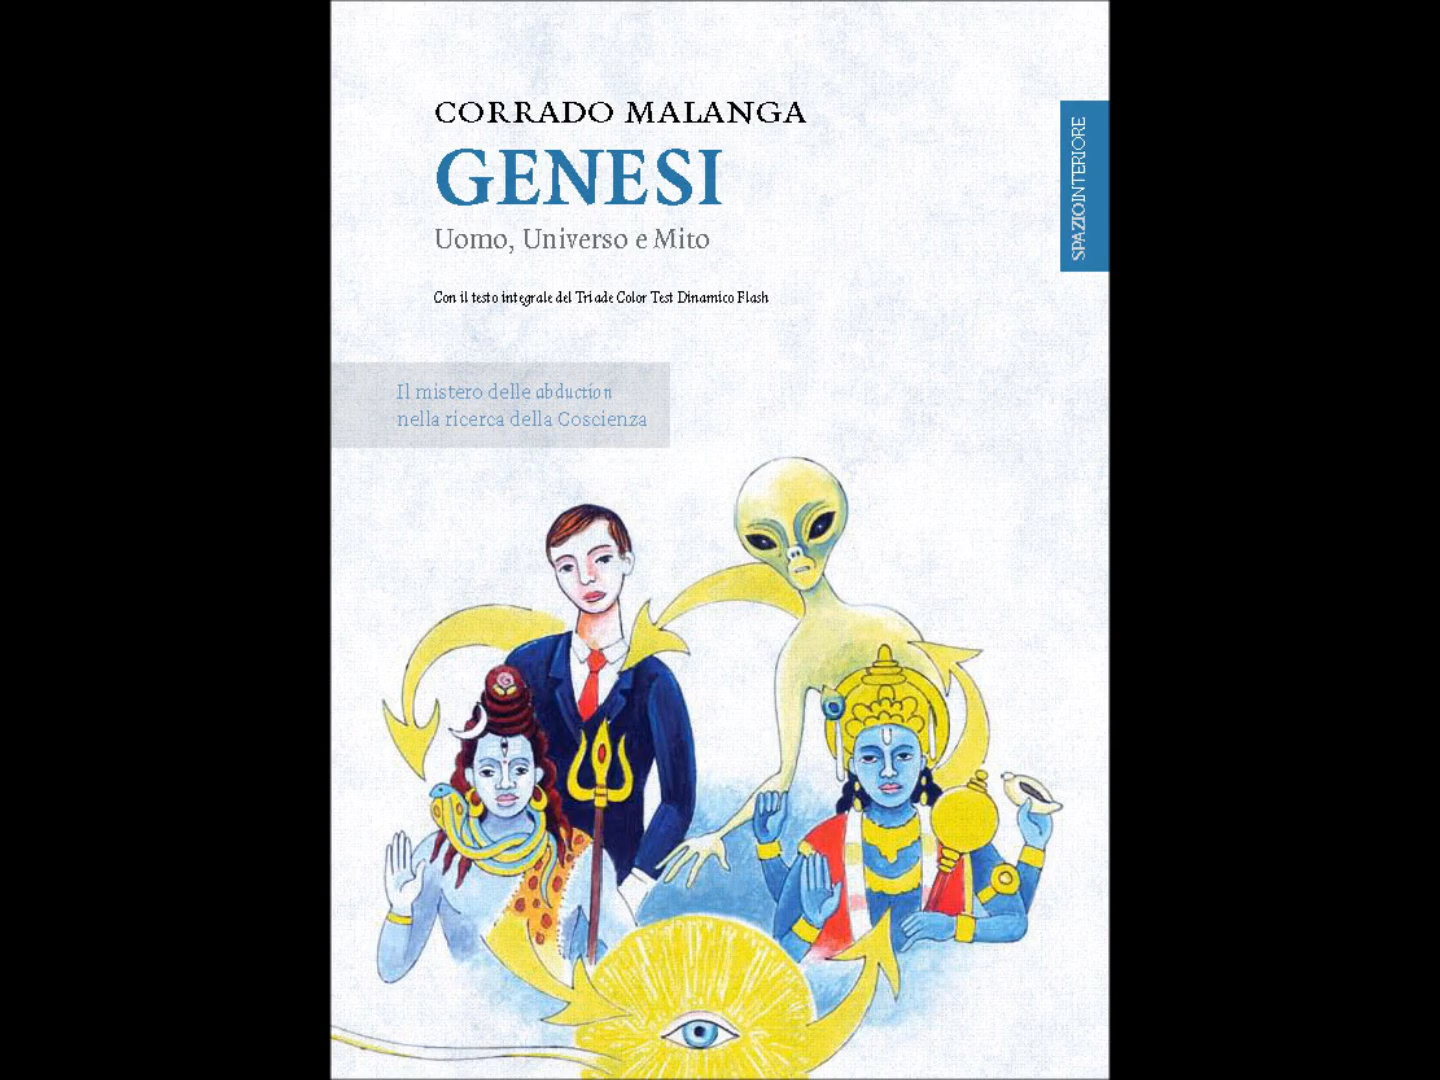 CORRADO MALANGA
GENESI
Uomo, Universo e Mito
Con il testo integrale del Triade Color Test Dinamico Flash
Il mistero delle abduction
nella ricerca della Coscienza
SPAZIOINTERIORE